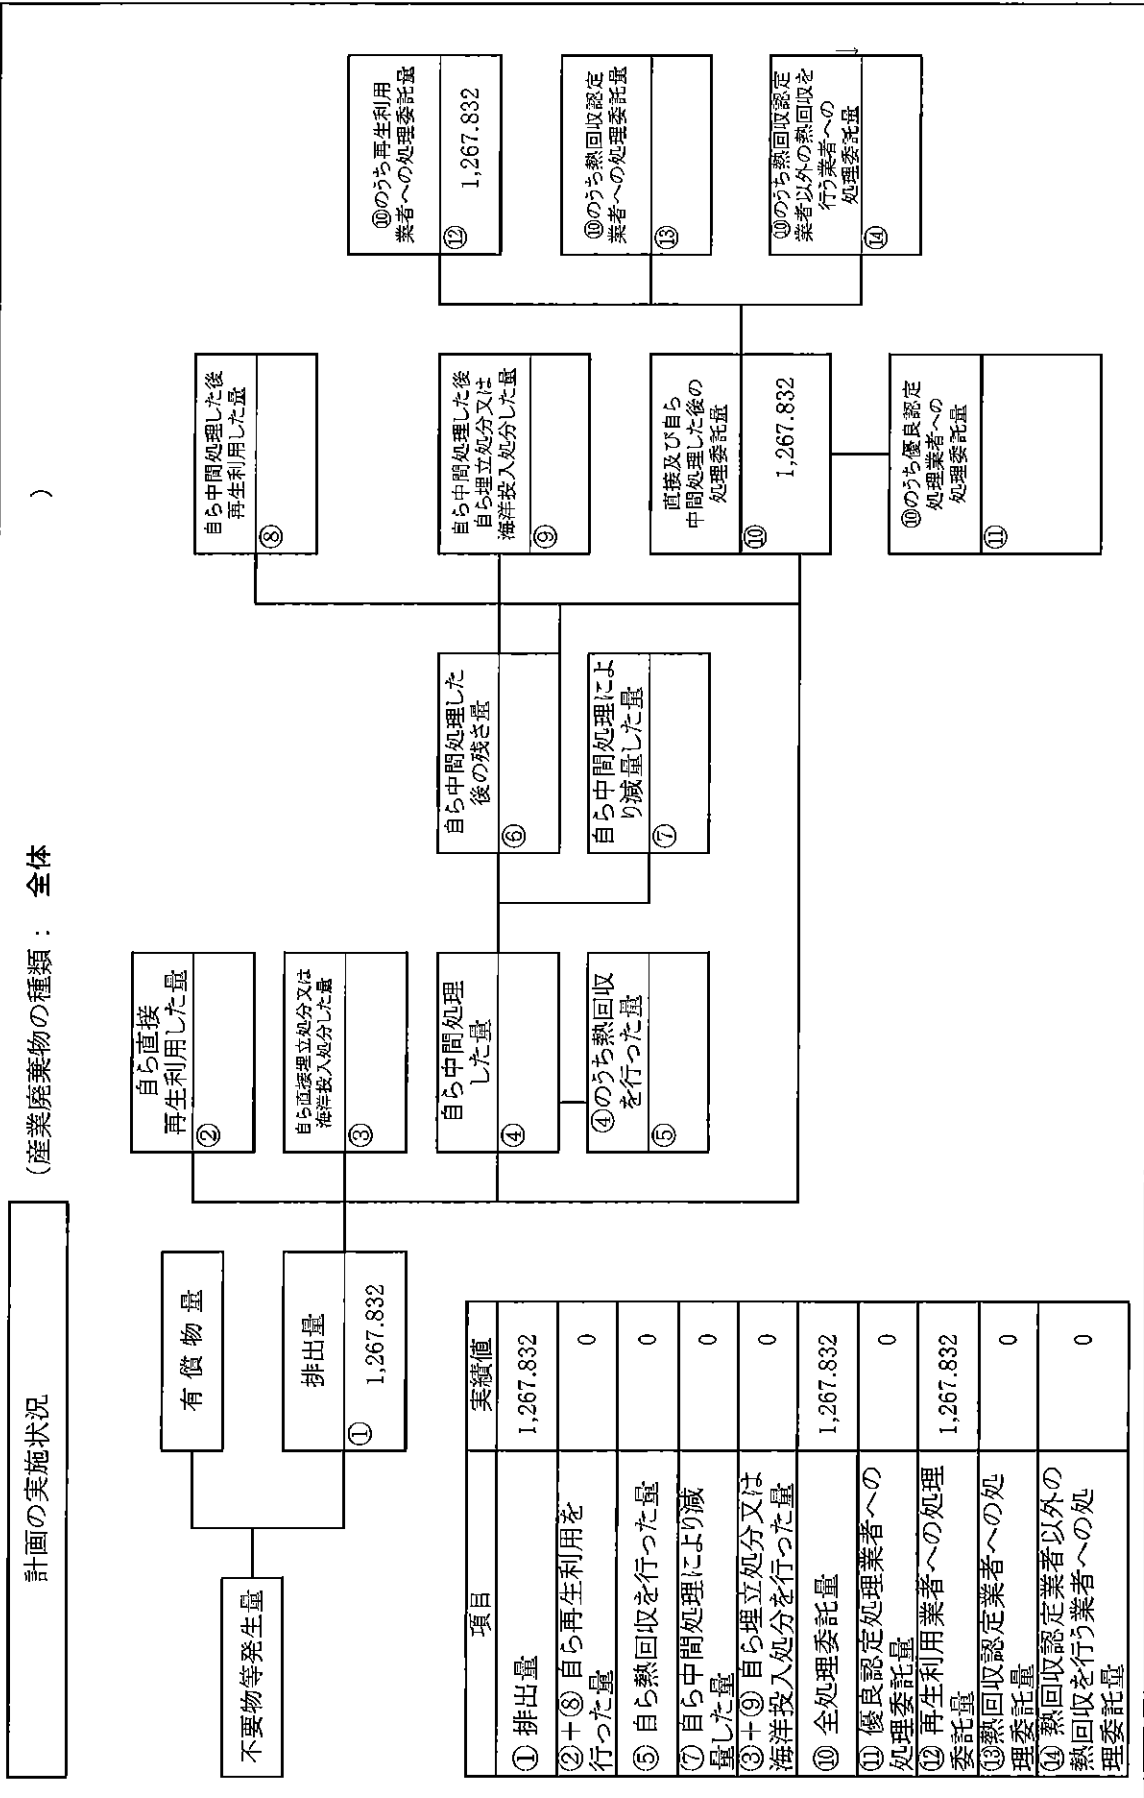 計画の実施状況
(産業廃棄物の種類： 全体 )
不要物等発生量
有 償 物 量
排出量
① 1,267.832
自ら直接
再生利用した量
②
自ら直接埋立処分又は
海洋投入処分した量
③
自ら中間処理
した量
④
④のうち熱回収
を行った量
⑤
自ら中間処理した
後の残さ量
⑥
自ら中間処理によ
り減量した量
⑦
自ら中間処理した後
再生利用した量
⑧
自ら中間処理した後
自ら埋立処分又は
海洋投入処分した量
⑨
直接及び自ら
中間処理した後の
処理委託量
⑩ 1,267.832
⑩のうち優良認定
処理業者への
処理委託量
⑪
⑩のうち再生利用
業者への処理委託量
⑫ 1,267.832
⑩のうち熱回収認定
業者への処理委託量
⑬
⑩のうち熱回収認定
業者以外の熱回収を
行う業者への
処理委託量
⑭
項目 実績値
① 排出量 1,267.832
②＋⑧ 自ら再生利用を
行った量 0
⑤ 自ら熱回収を行った量 0
⑦ 自ら中間処理により減
量した量 0
③＋⑨ 自ら埋立処分又は
海洋投入処分を行った量 0
⑩ 全処理委託量 1,267.832
⑪ 優良認定処理業者への
処理委託量 0
⑫ 再生利用業者への処理
委託量 1,267.832
⑬熱回収認定業者への処
理委託量 0
⑭ 熱回収認定業者以外の
熱回収を行う業者への処
理委託量 0